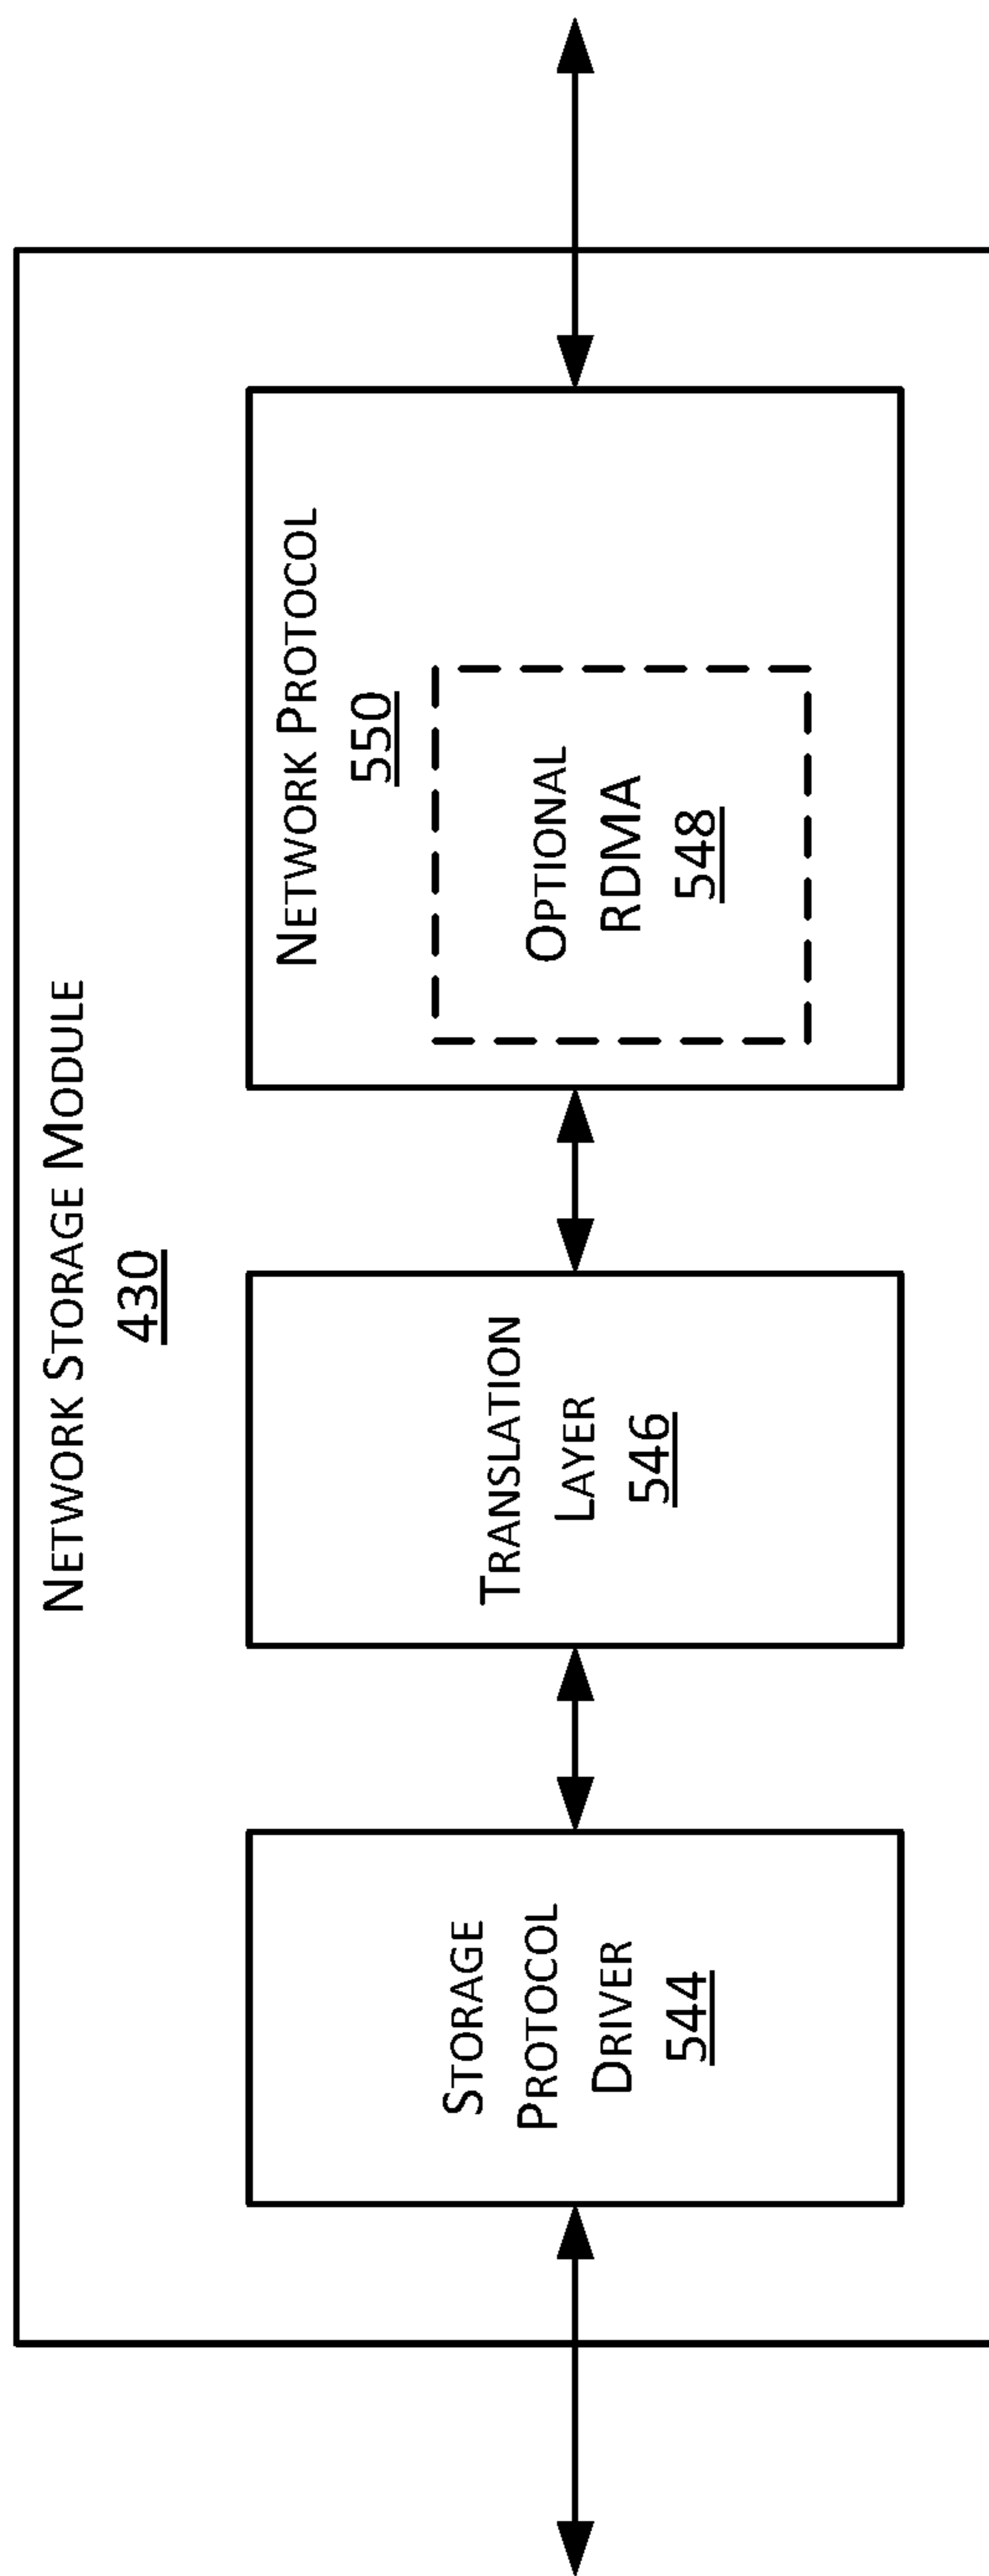 NETWORK STORAGE MODULE
430
STORAGE
PROTOCOL
DRIVER
544
TRANSLATION
LAYER
546
NETWORK PROTOCOL
550
OPTIONAL
RDMA
548